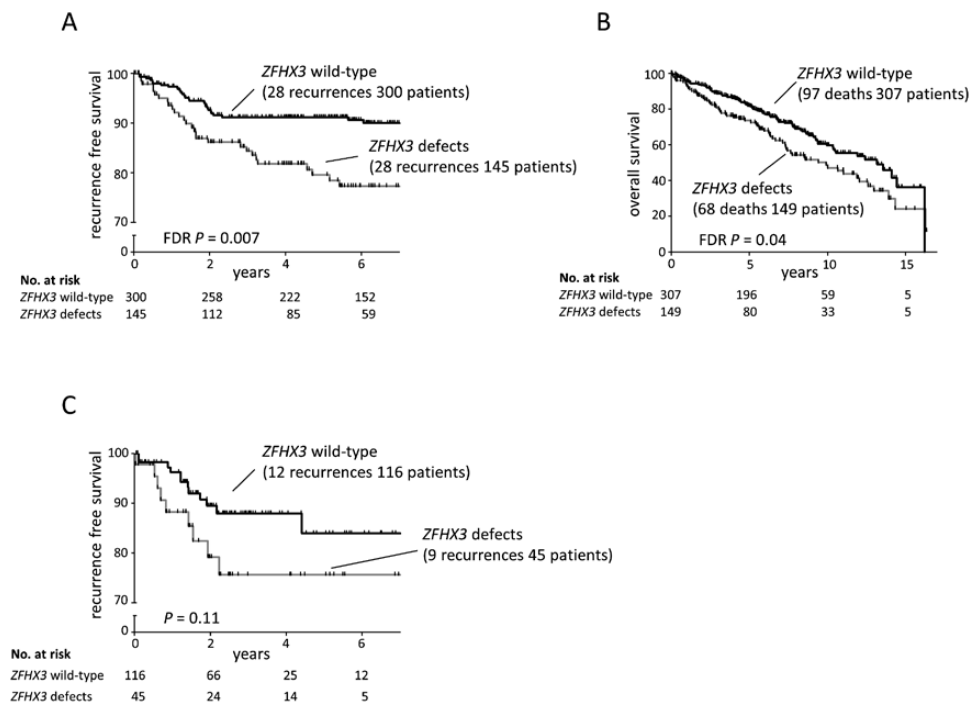 A
recurrence free survival
100
90
80
70
0
ZFHX3 wild-type
(28 recurrences 300 patients)
ZFHX3 defects
(28 recurrences 145 patients)
FDR P = 0.007
0 2 4 6
years
No. at risk
ZFHX3 wild-type 300 258 222 152
ZFHX3 defects 145 112 85 59
B
overall survival
100
80
60
40
20
0
ZFHX3 wild-type
(97 deaths 307 patients)
ZFHX3 defects
(68 deaths 149 patients)
FDR P = 0.04
0 5 10 15
years
No. at risk
ZFHX3 wild-type 307 196 59 5
ZFHX3 defects 149 80 33 5
C
recurrence free survival
100
90
80
70
0
ZFHX3 wild-type
(12 recurrences 116 patients)
ZFHX3 defects
(9 recurrences 45 patients)
P = 0.11
0 2 4 6
years
No. at risk
ZFHX3 wild-type 116 66 25 12
ZFHX3 defects 45 24 14 5